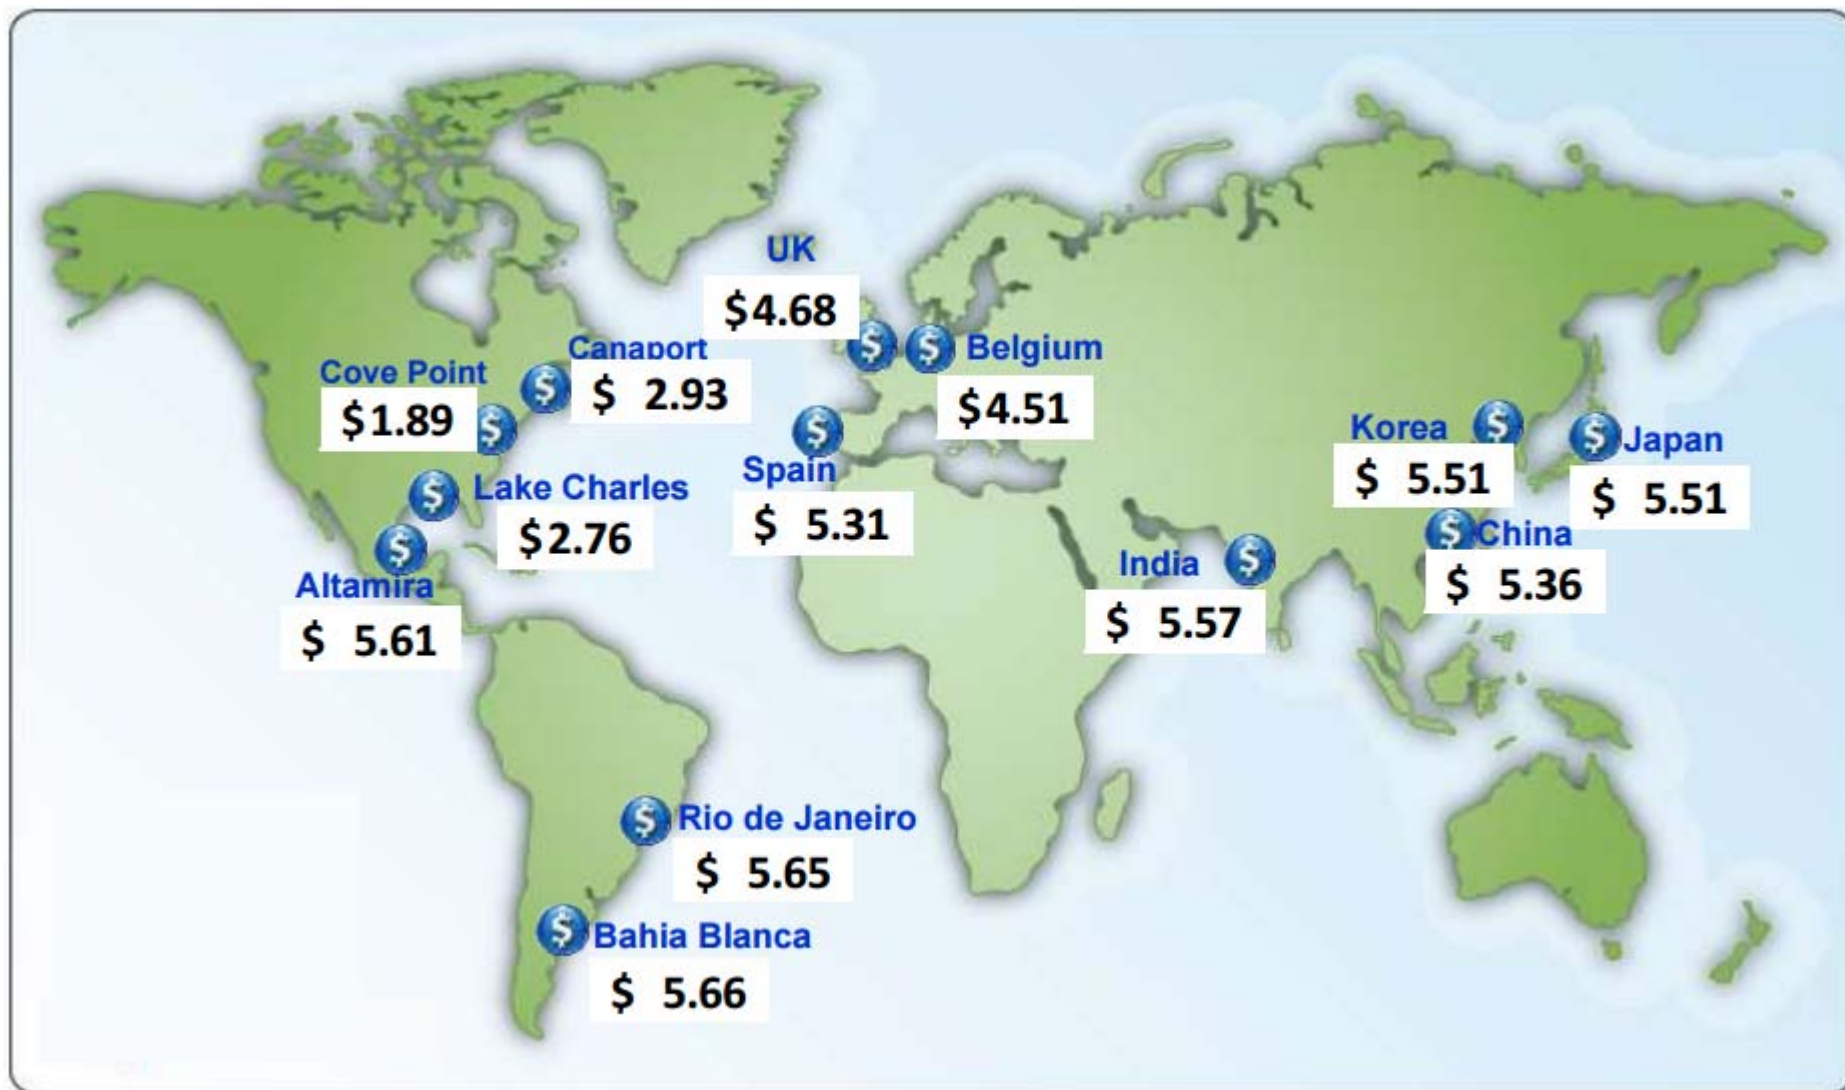 UK
$4.68
Canaport
$ 2.93
Cove Point
$1.89
Belgium
$4.51
Lake Charles
$2.76
Spain
$ 5.31
Altamira
$ 5.61
Korea
$ 5.51
Japan
$ 5.51
China
$ 5.36
India
$ 5.57
Rio de Janeiro
$ 5.65
Bahia Blanca
$ 5.66